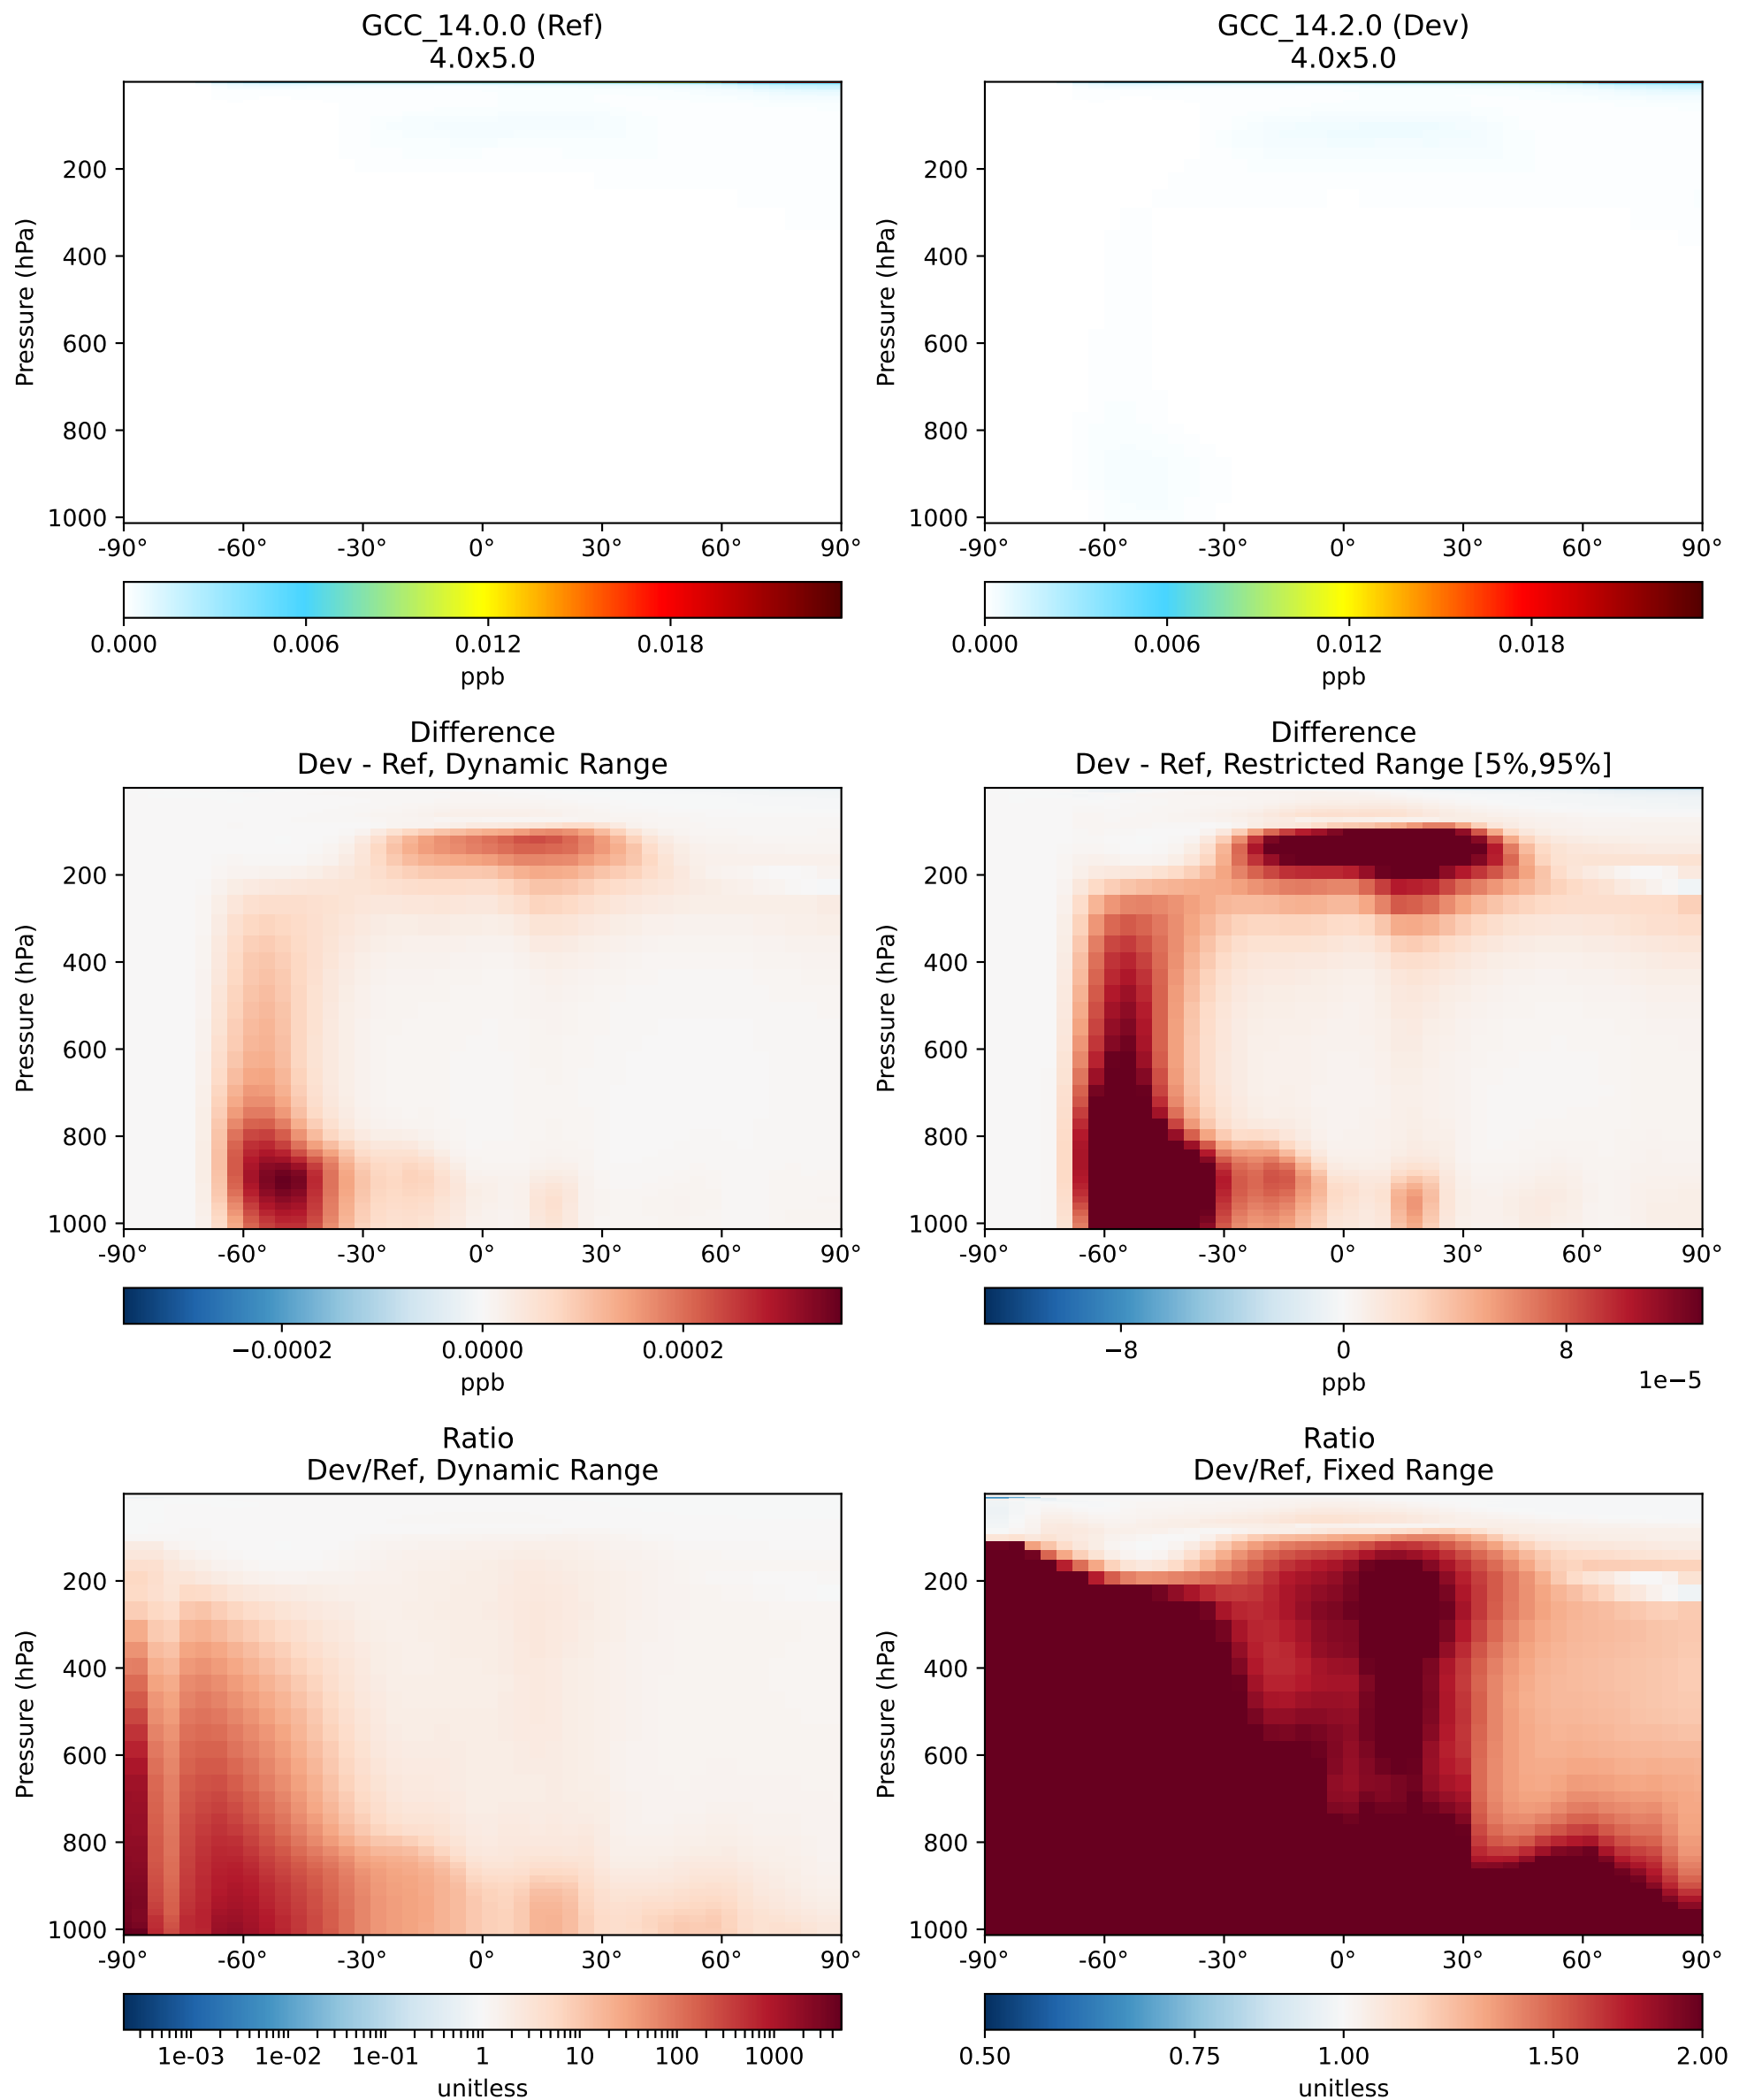 GCC_14.0.0 (Ref)
4.0x5.0
Pressure (hPa)
200
400
600
800
1000
-90° -60° -30° 0° 30° 60° 90°
0.000 0.006 0.012 0.018
ppb
GCC_14.2.0 (Dev)
4.0x5.0
Pressure (hPa)
200
400
600
800
1000
-90° -60° -30° 0° 30° 60° 90°
0.000 0.006 0.012 0.018
ppb
Difference
Dev - Ref, Dynamic Range
Pressure (hPa)
200
400
600
800
1000
-90° -60° -30° 0° 30° 60° 90°
−0.0002 0.0000 0.0002
ppb
Difference
Dev - Ref, Restricted Range [5%,95%]
Pressure (hPa)
200
400
600
800
1000
-90° -60° -30° 0° 30° 60° 90°
−8 0 8
ppb
1e−5
Ratio
Dev/Ref, Dynamic Range
Pressure (hPa)
200
400
600
800
1000
-90° -60° -30° 0° 30° 60° 90°
1e-03 1e-02 1e-01 1 10 100 1000
unitless
Ratio
Dev/Ref, Fixed Range
Pressure (hPa)
200
400
600
800
1000
-90° -60° -30° 0° 30° 60° 90°
0.50 0.75 1.00 1.50 2.00
unitless